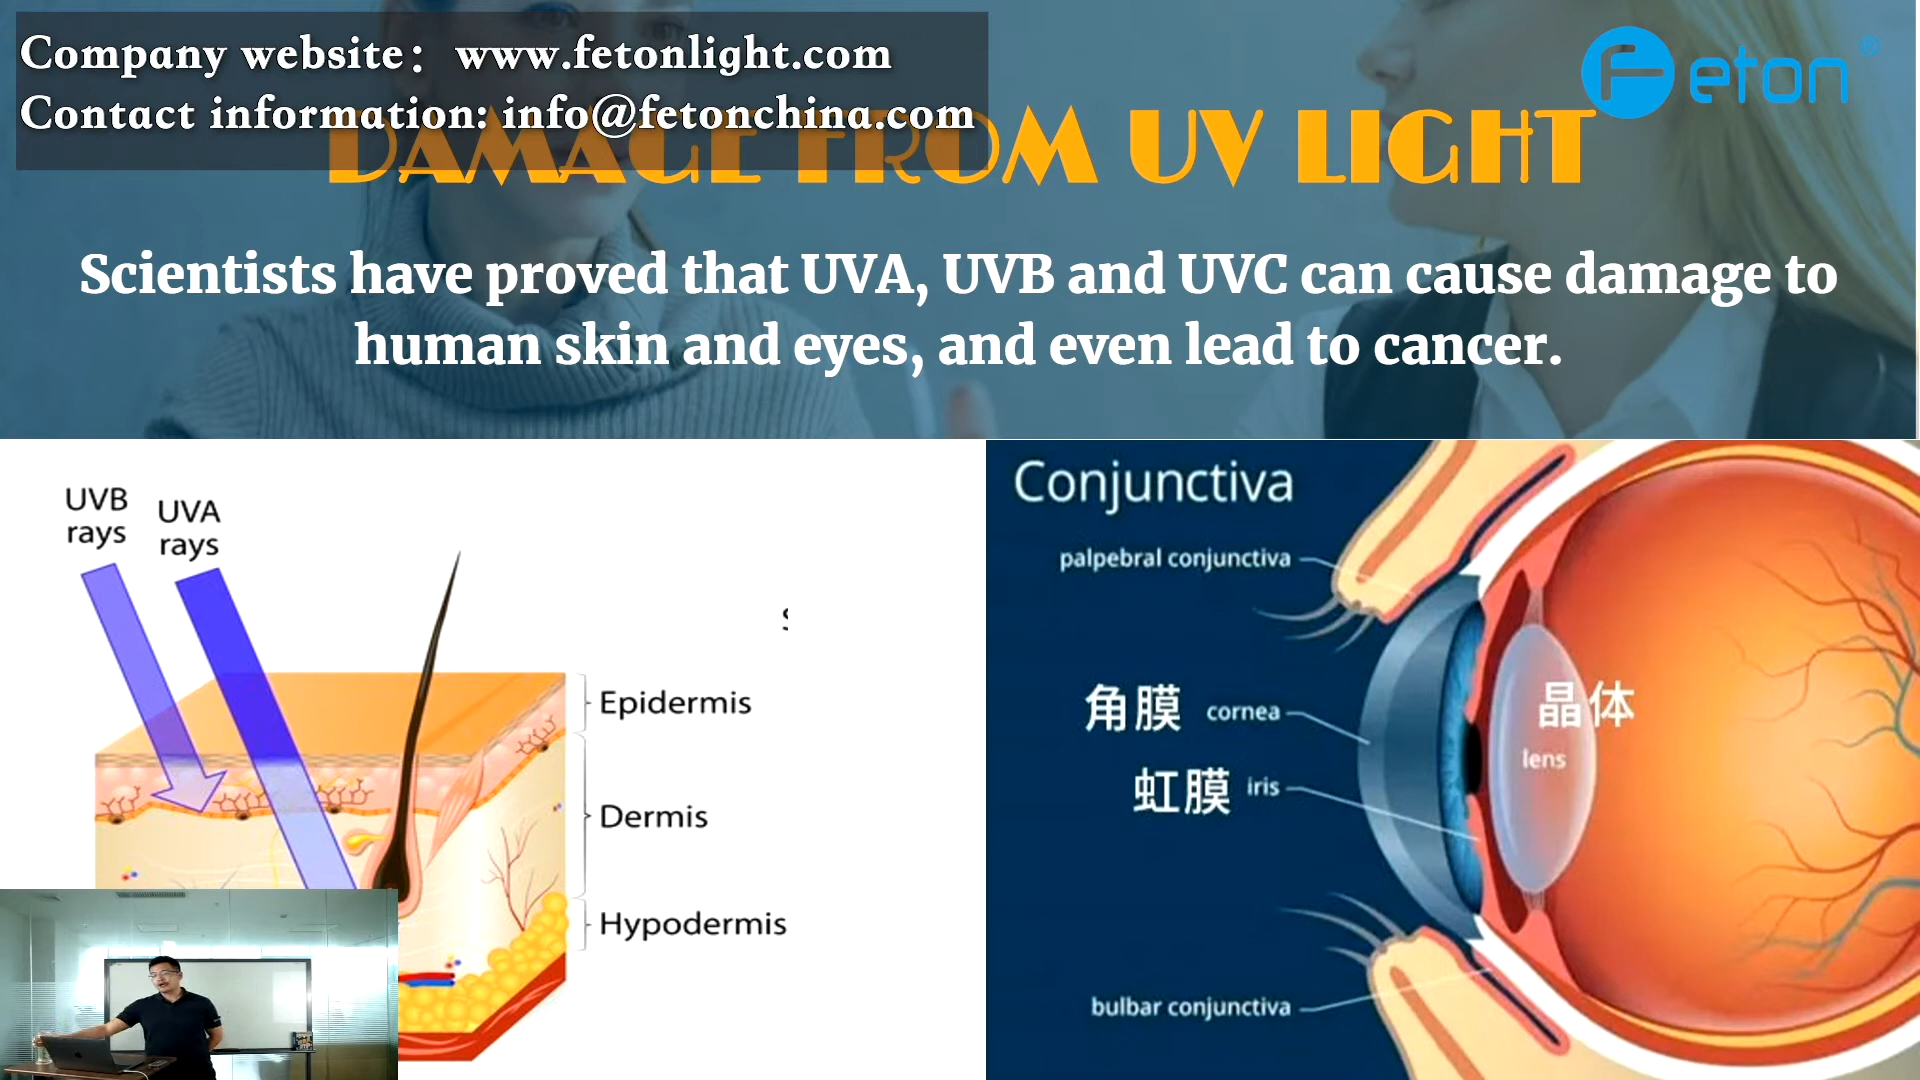 Company website：www.fetonlight.com
Contact information: info@fetonchina.com
Feton®
DAMAGE FROM UV LIGHT
Scientists have proved that UVA, UVB and UVC can cause damage to
human skin and eyes, and even lead to cancer.
UVB
rays
UVA
rays
Epidermis
Dermis
Hypodermis
Conjunctiva
palpebral conjunctiva
角膜 cornea
晶体
lens
虹膜 iris
bulbar conjunctiva